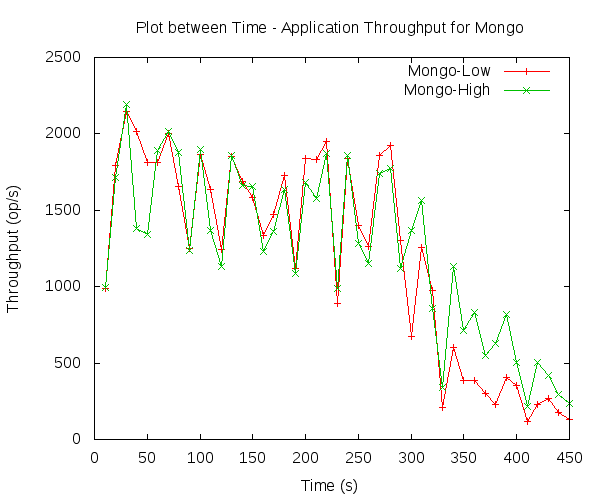 Plot between Time - Application Throughput for Mongo
Mongo-Low
Mongo-High
Throughput (op/s)
2500
2000
1500
1000
500
0
0 50 100 150 200 250 300 350 400 450
Time (s)